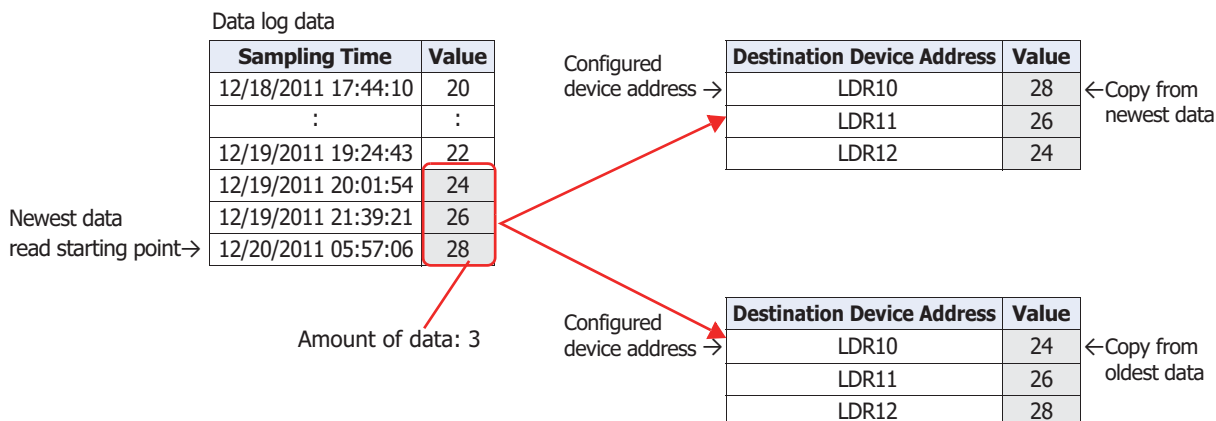 Data log data
Sampling Time Value
12/18/2011 17:44:10 20
: :
12/19/2011 19:24:43 22
12/19/2011 20:01:54 24
12/19/2011 21:39:21 26
12/20/2011 05:57:06 28
Newest data
read starting point→
Amount of data: 3
Configured
device address →
Destination Device Address Value
LDR10 28
LDR11 26
LDR12 24
←Copy from
newest data
Configured
device address →
Destination Device Address Value
LDR10 24
LDR11 26
LDR12 28
←Copy from
oldest data